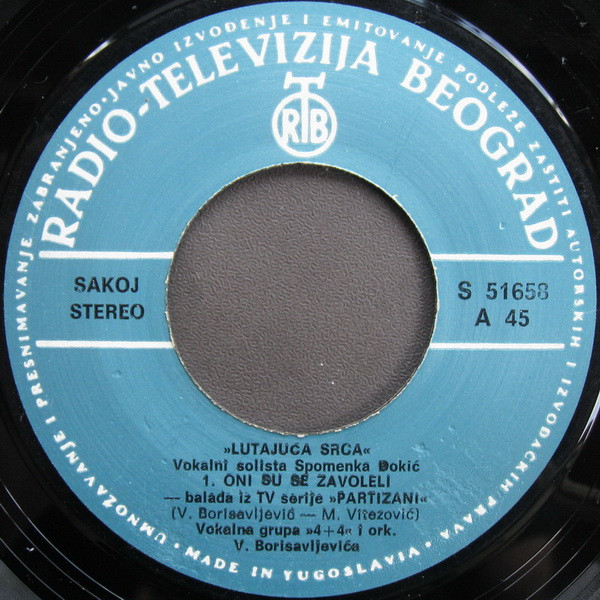 UMNOŽAVANJE I PRESNIMAVANJE ZABRANJENO · JAVNO IZVOĐENJE I EMITOVANJE PODLEŽE ZAŠTITI AUTORSKIH I IZVOĐAČKIH PRAVA ·
RADIO-TELEVIZIJA BEOGRAD
RTB
SAKOJ
STEREO
S 51658
A 45
»LUTAJUĆA SRCA«
Vokalni solista Spomenka Đokić
1. ONI SU SE ZAVOLELI
— balada iz TV serije »PARTIZANI«
(V. Borisavljević — M. Vitezović)
Vokalna grupa »4+4« i ork.
V. Borisavljevića
· MADE IN YUGOSLAVIA ·